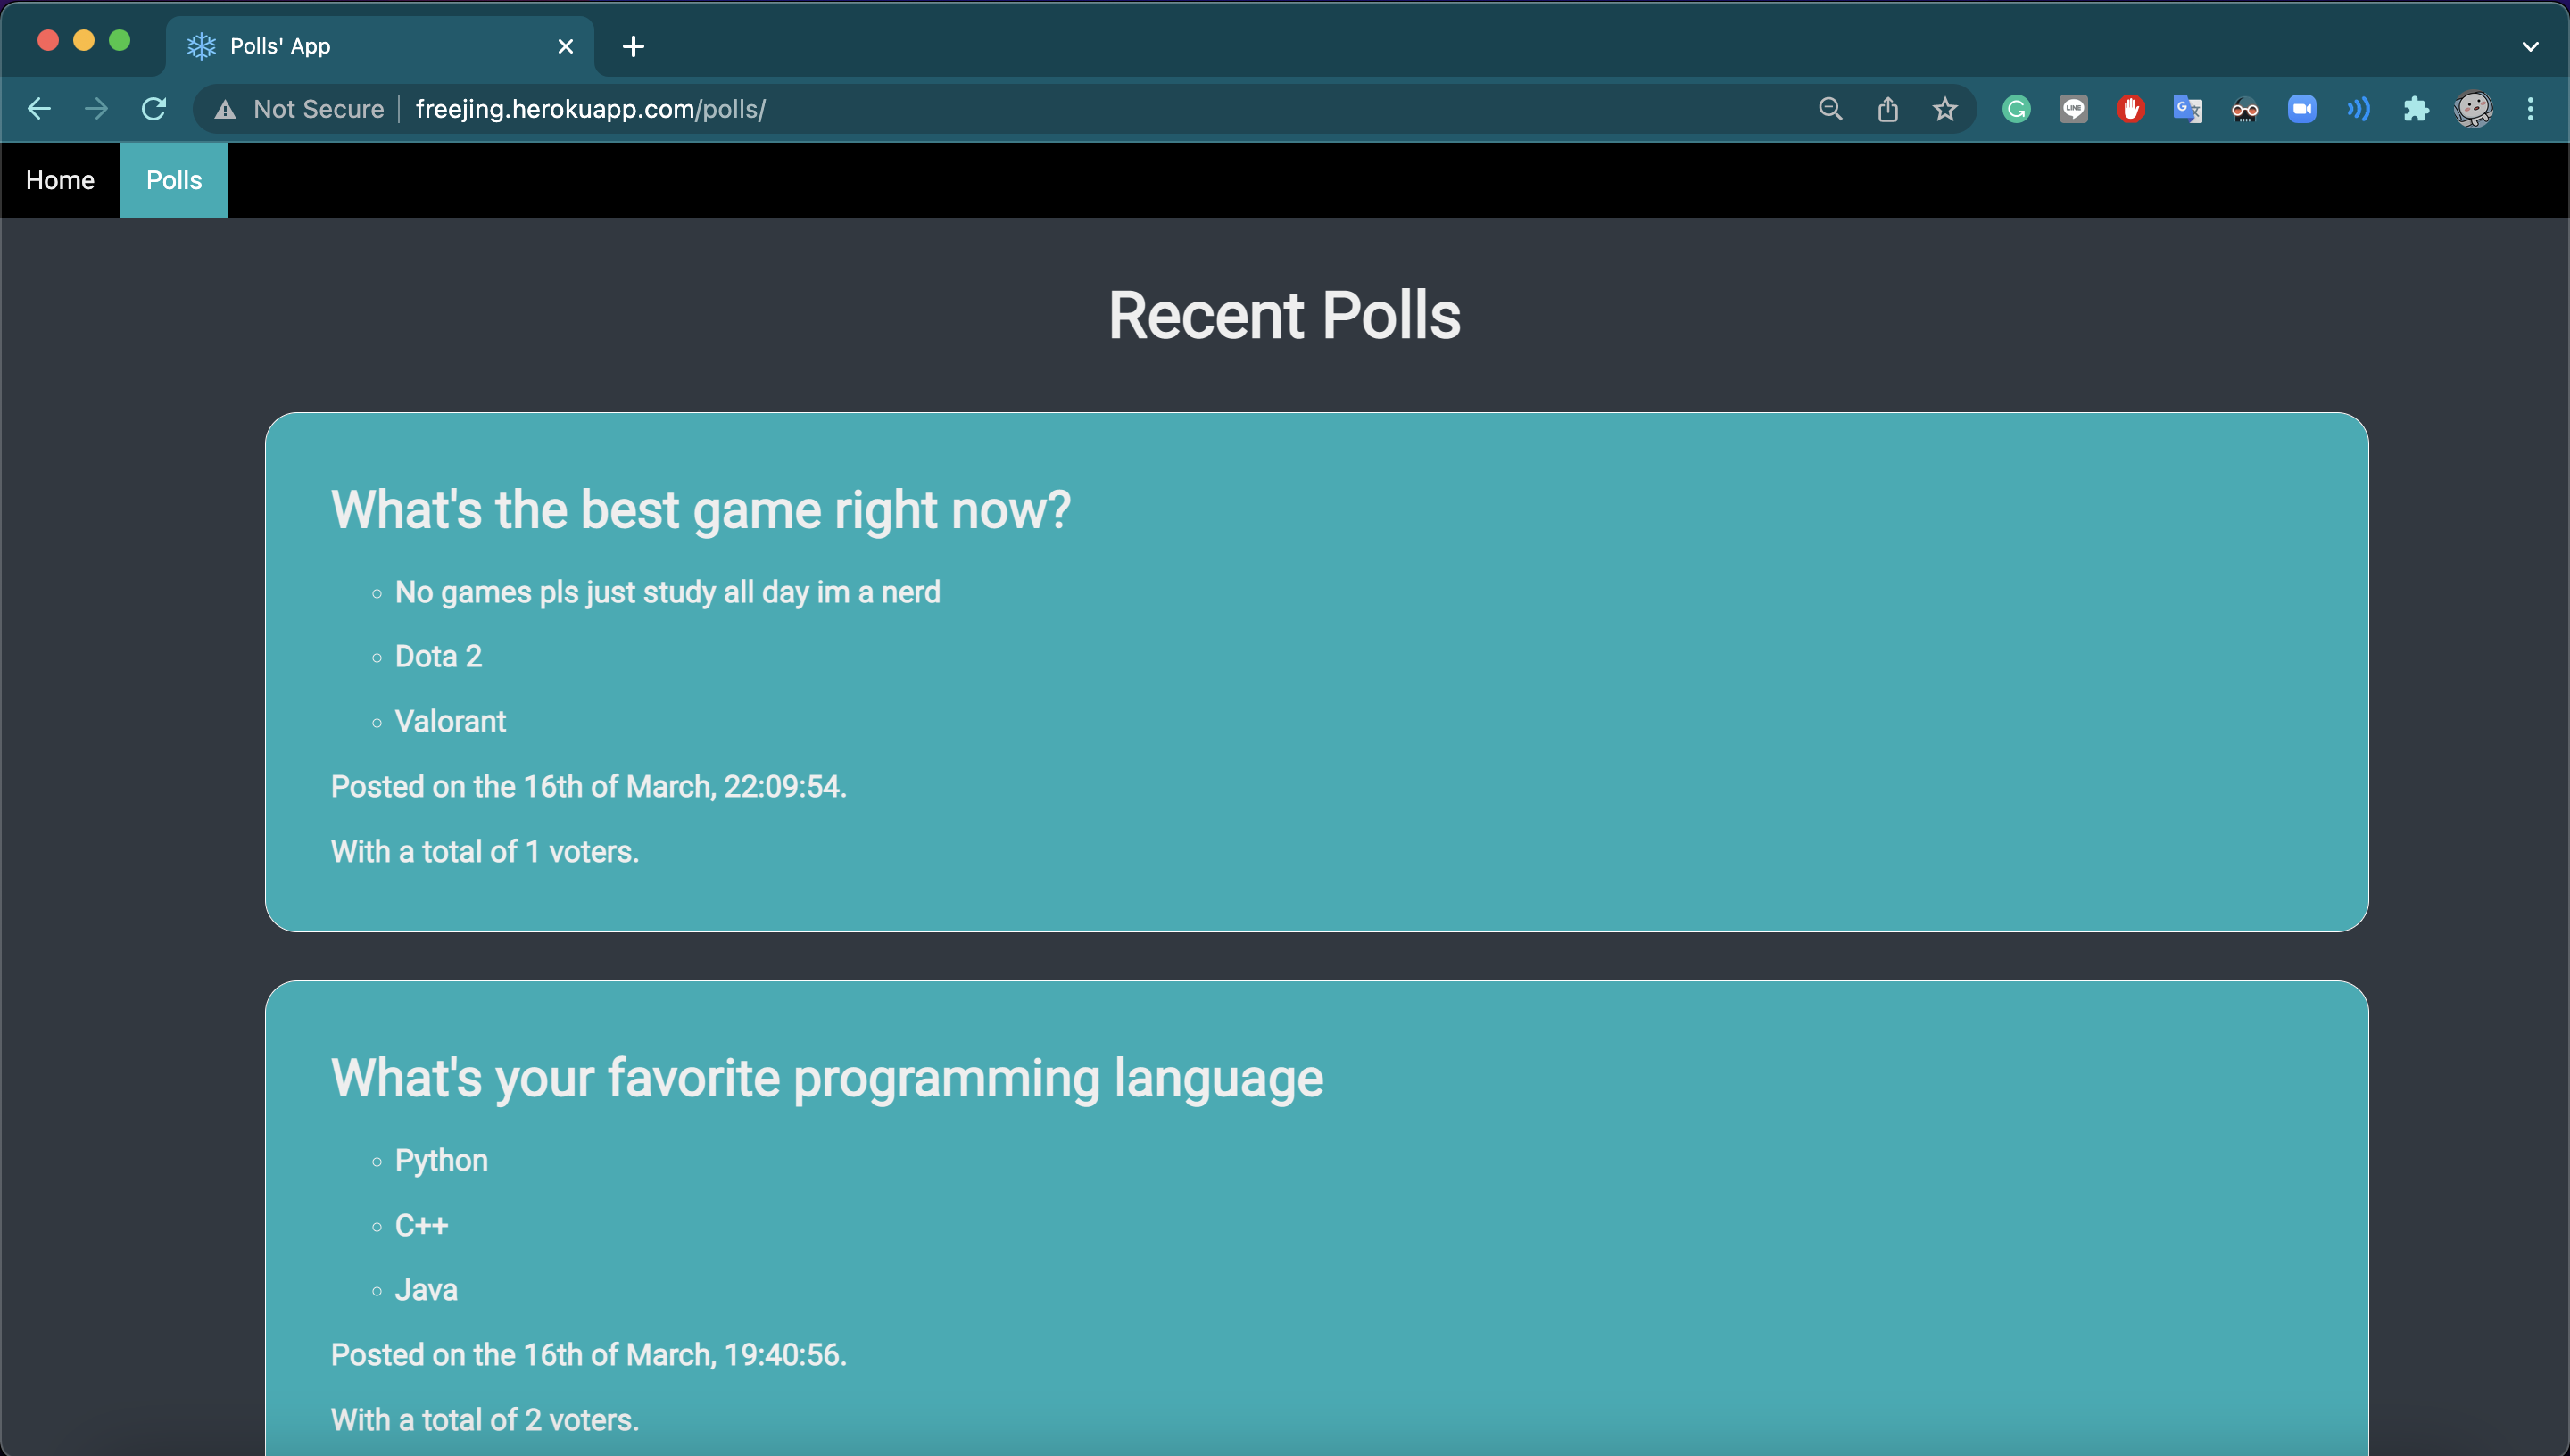 Polls' App
Not Secure
freejing.herokuapp.com/polls/
Home
Polls
Recent Polls
What's the best game right now?
No games pls just study all day im a nerd
Dota 2
Valorant
Posted on the 16th of March, 22:09:54.
With a total of 1 voters.
What's your favorite programming language
Python
C++
Java
Posted on the 16th of March, 19:40:56.
With a total of 2 voters.